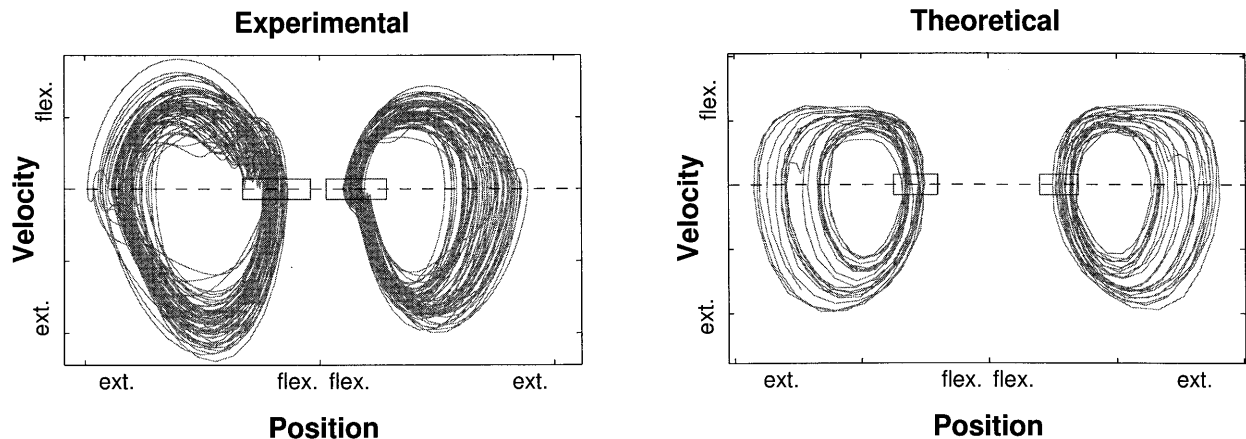 Experimental
Theoretical
flex.
Velocity
ext.
ext.
flex. flex.
ext.
Position
flex.
Velocity
ext.
ext.
flex. flex.
ext.
Position